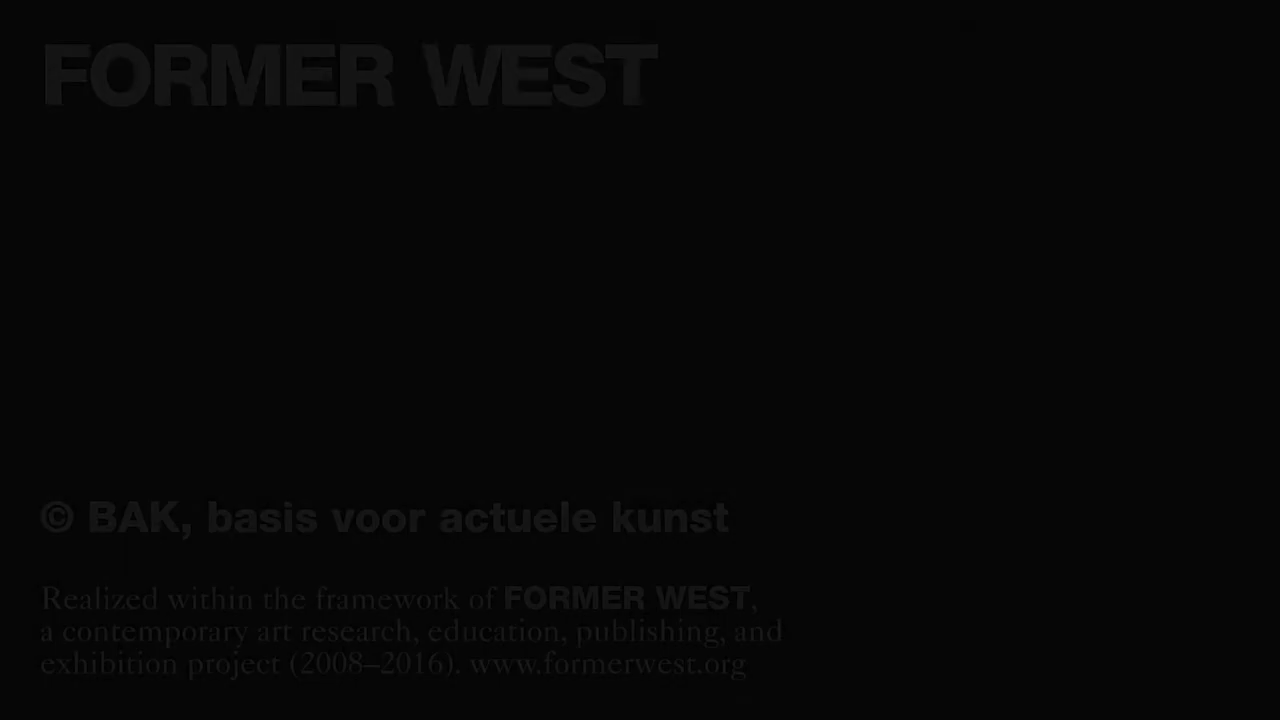 FORMER WEST
© BAK, basis voor actuele kunst
Realized within the framework of FORMER WEST,
a contemporary art research, education, publishing, and
exhibition project (2008–2016). www.formerwest.org